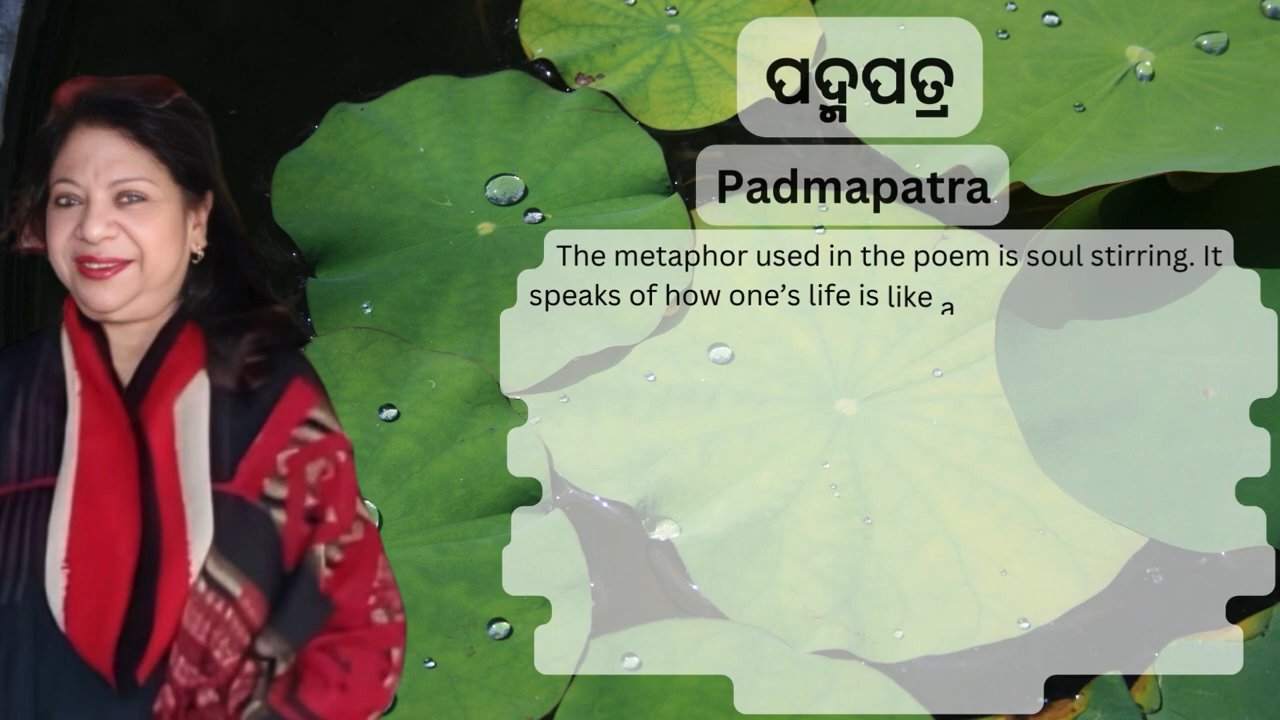 ପଦ୍ମପତ୍ର
Padmapatra
The metaphor used in the poem is soul stirring. It
speaks of how one’s life is like a